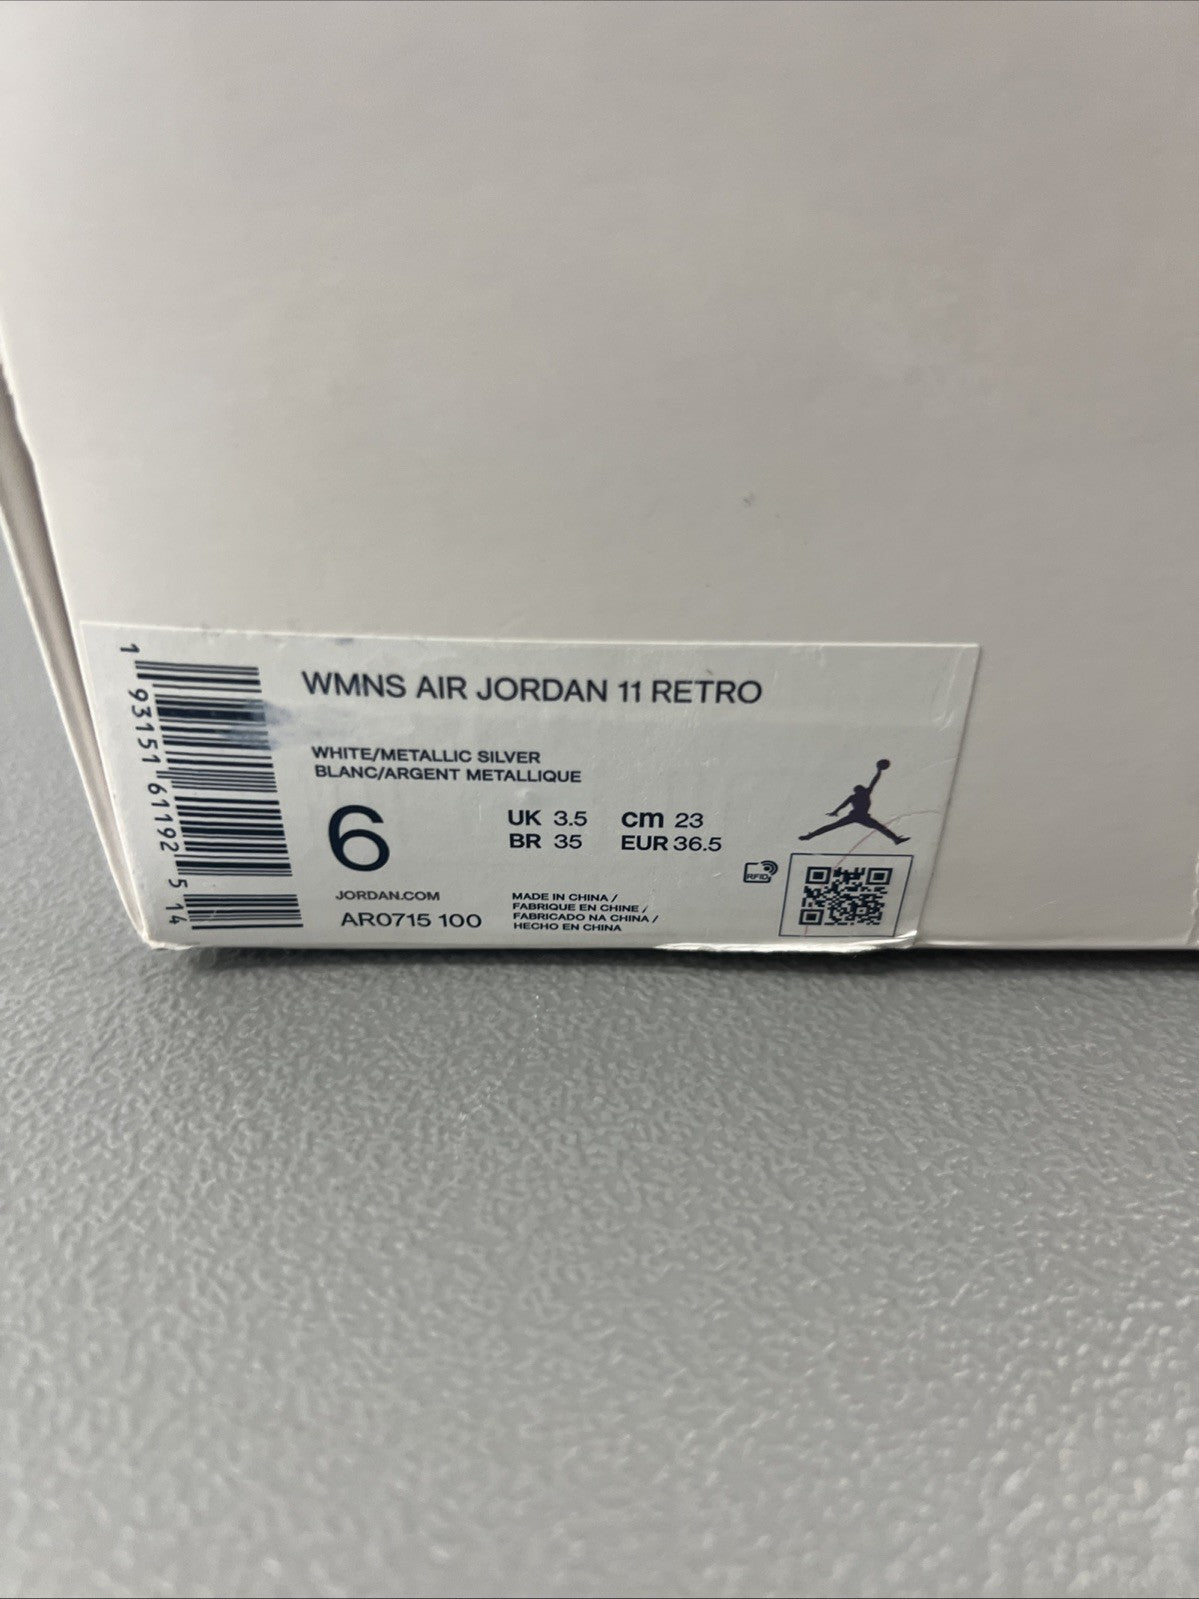 WMNS AIR JORDAN 11 RETRO
WHITE/METALLIC SILVER
BLANC/ARGENT METALLIQUE
6
UK 3.5
cm 23
BR 35
EUR 36.5
RFID
JORDAN.COM
AR0715 100
MADE IN CHINA /
FABRIQUE EN CHINE /
FABRICADO NA CHINA /
HECHO EN CHINA
1 93151 61192 5 14